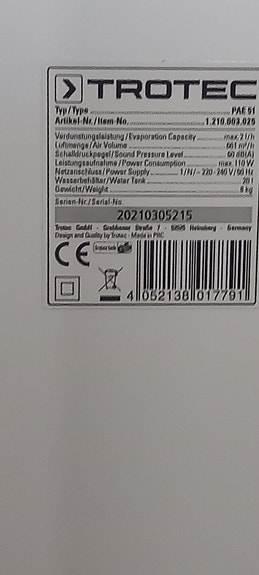 TROTEC
Typ/Type PAE 51
Artikel-Nr./Item-No. 1.210.003.025
Verdunstungsleistung/Evaporation Capacity max. 2 l/h
Luftmenge/Air Volume 661 m³/h
Schalldruckpegel/Sound Pressure Level 60 dB(A)
Leistungsaufnahme/Power Consumption max. 110 W
Netzanschluss/Power Supply 1/N/~ 220-240 V/50 Hz
Wasserbehälter/Water Tank 20 l
Gewicht/Weight 8 kg
Serien-Nr./Serial-No.
20210305215
Trotec GmbH - Grebbener Straße 7 - 52525 Heinsberg - Germany
Design and Quality by Trotec - Made in PRC
CE Intertek GS
4 052138 017791